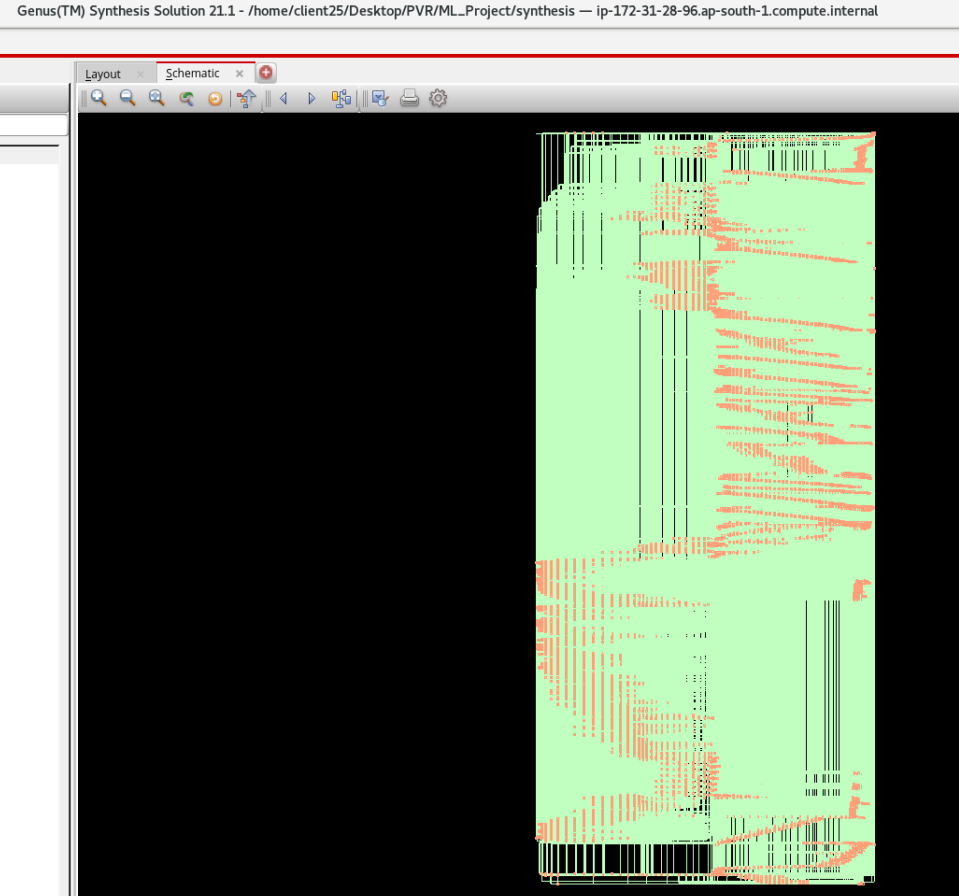 Genus(TM) Synthesis Solution 21.1 - /home/client25/Desktop/PVR/ML_Project/synthesis — ip-172-31-28-96.ap-south-1.compute.internal
Layout Schematic